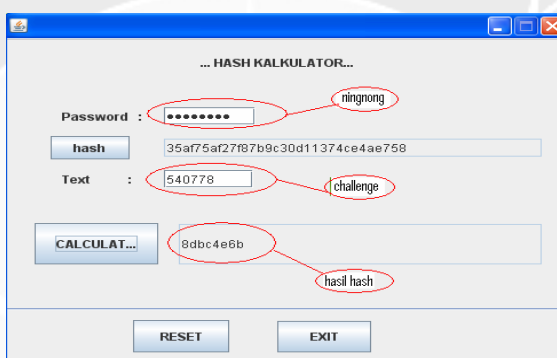 ... HASH KALKULATOR...
ningnong
Password : ●●●●●●●●
hash 35af75af27f87b9c30d11374ce4ae758
Text : 540778
challenge
CALCULAT... 8dbc4e6b
hasil hash
RESET EXIT